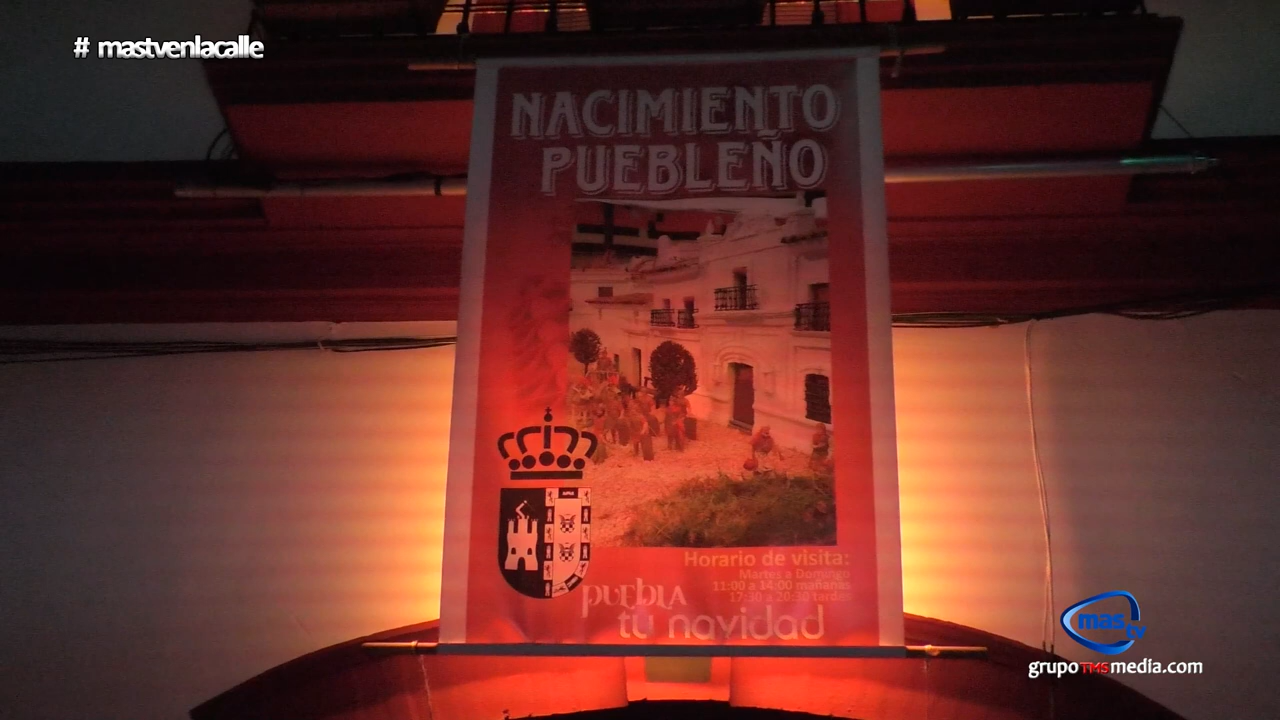 # mastvenlacalle
NACIMIENTO
PUEBLEÑO
Horario de visita:
Martes a Domingo
11:00 a 14:00 mañanas
17:30 a 20:30 tardes
PUEBLA
tu navidad
mas tv
grupoTMSmedia.com